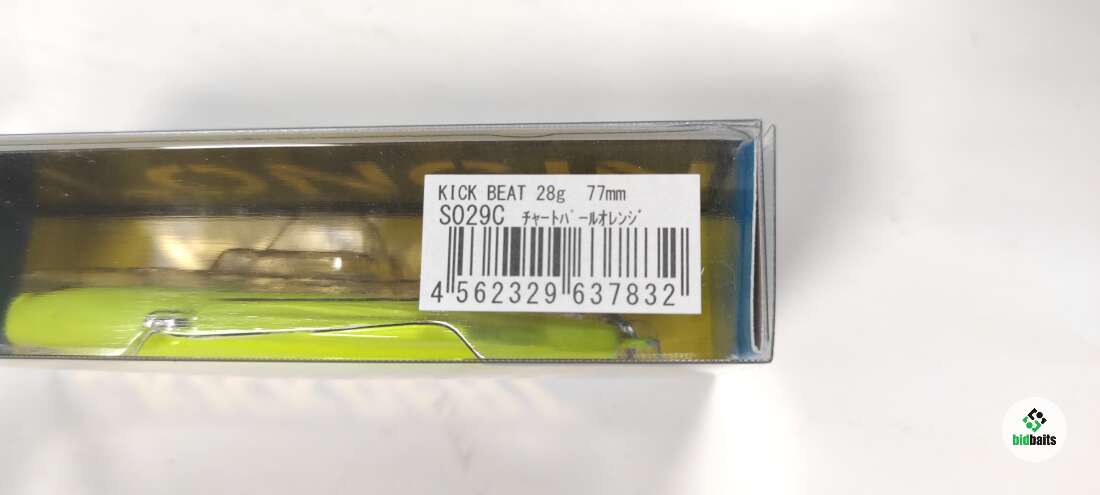 KICK BEAT 28g 77mm
S029C ﾁｬｰﾄﾊﾟｰﾙｵﾚﾝｼﾞ
4 562329 637832
bidbaits